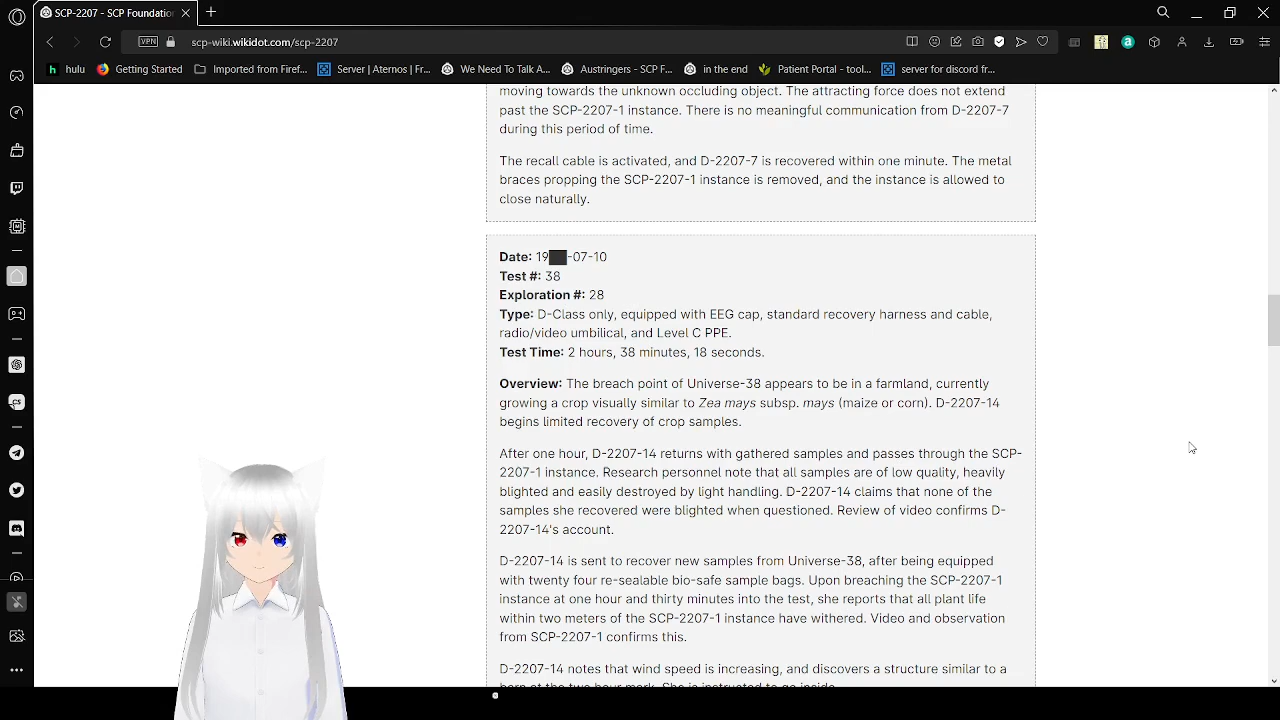 SCP-2207 - SCP Foundation
VPN
scp-wiki.wikidot.com/scp-2207
hulu
Getting Started
Imported from Firef...
Server | Aternos | Fr...
We Need To Talk A...
Austringers - SCP F...
in the end
Patient Portal - tool...
server for discord fr...
moving towards the unknown occluding object. The attracting force does not extend
past the SCP-2207-1 instance. There is no meaningful communication from D-2207-7
during this period of time.
The recall cable is activated, and D-2207-7 is recovered within one minute. The metal
braces propping the SCP-2207-1 instance is removed, and the instance is allowed to
close naturally.
Date: 19██-07-10
Test #: 38
Exploration #: 28
Type: D-Class only, equipped with EEG cap, standard recovery harness and cable,
radio/video umbilical, and Level C PPE.
Test Time: 2 hours, 38 minutes, 18 seconds.
Overview: The breach point of Universe-38 appears to be in a farmland, currently
growing a crop visually similar to Zea mays subsp. mays (maize or corn). D-2207-14
begins limited recovery of crop samples.
After one hour, D-2207-14 returns with gathered samples and passes through the SCP-
2207-1 instance. Research personnel note that all samples are of low quality, heavily
blighted and easily destroyed by light handling. D-2207-14 claims that none of the
samples she recovered were blighted when questioned. Review of video confirms D-
2207-14's account.
D-2207-14 is sent to recover new samples from Universe-38, after being equipped
with twenty four re-sealable bio-safe sample bags. Upon breaching the SCP-2207-1
instance at one hour and thirty minutes into the test, she reports that all plant life
within two meters of the SCP-2207-1 instance have withered. Video and observation
from SCP-2207-1 confirms this.
D-2207-14 notes that wind speed is increasing, and discovers a structure similar to a
barn at the two hour mark. She is instructed to go inside.